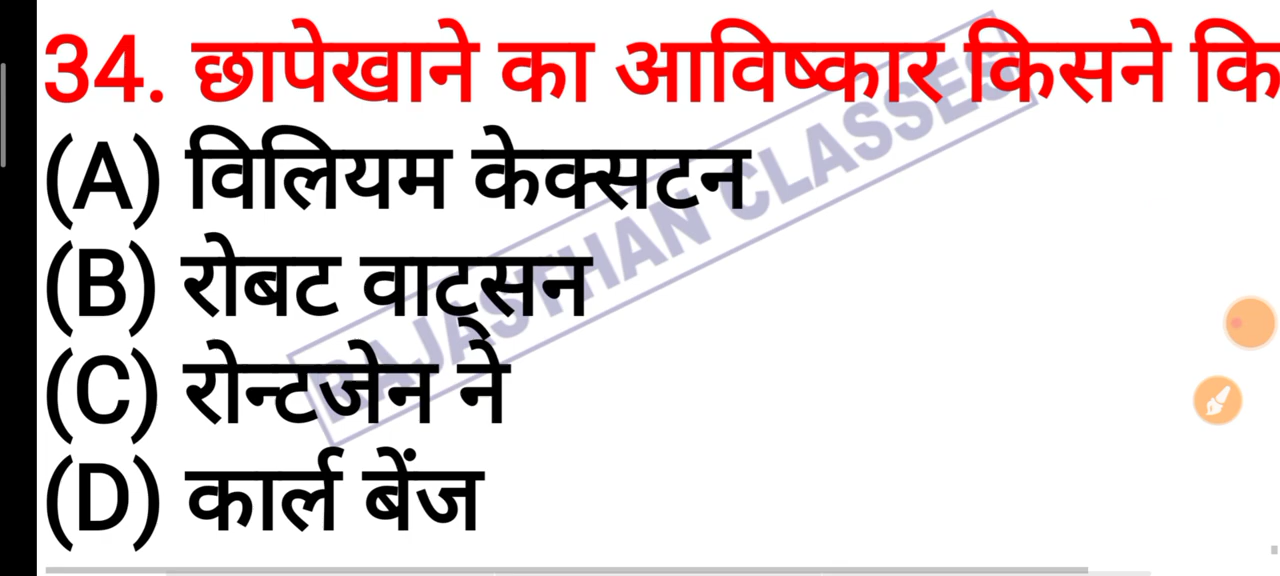 34. छापेखाने का आविष्कार किसने कि
(A) विलियम केक्सटन
(B) रोबट वाट्सन
(C) रोन्टजेन ने
(D) कार्ल बेंज
RAJASTHAN CLASSES